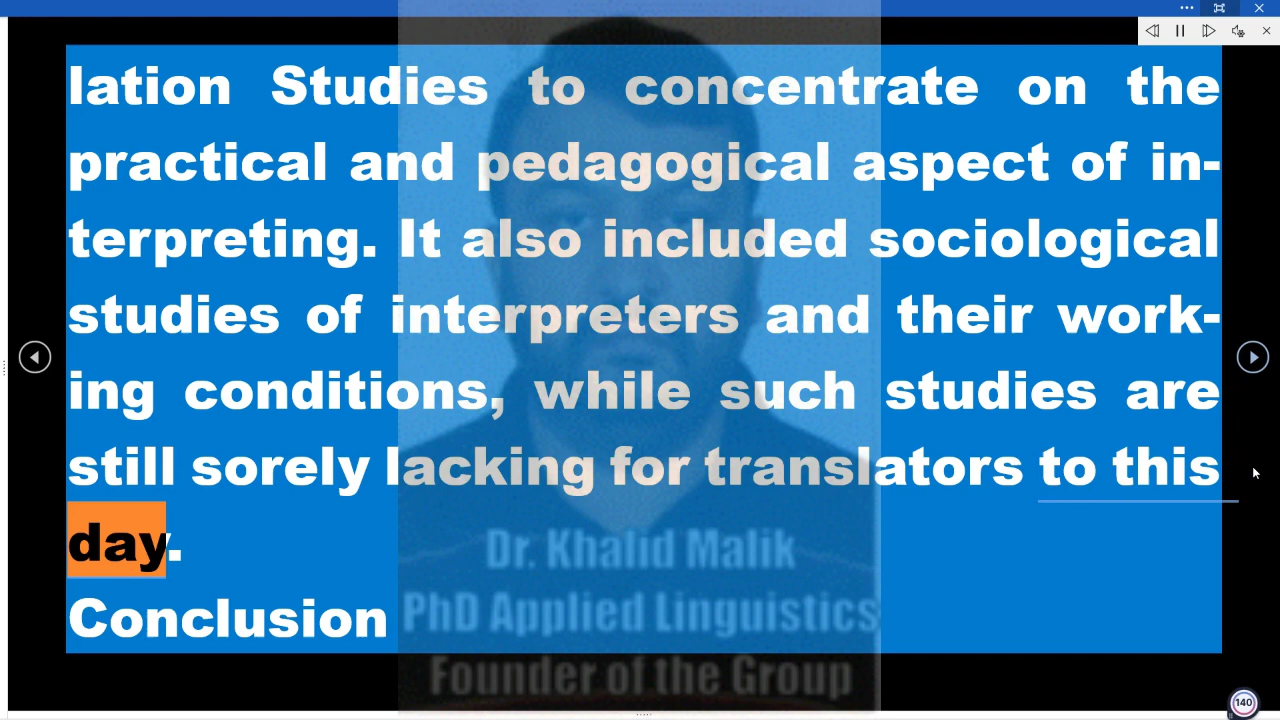 lation Studies to concentrate on the
practical and pedagogical aspect of in-
terpreting. It also included sociological
studies of interpreters and their work-
ing conditions, while such studies are
still sorely lacking for translators to this
day.
Conclusion
Dr. Khalid Malik
PhD Applied Linguistics
Founder of the Group
140